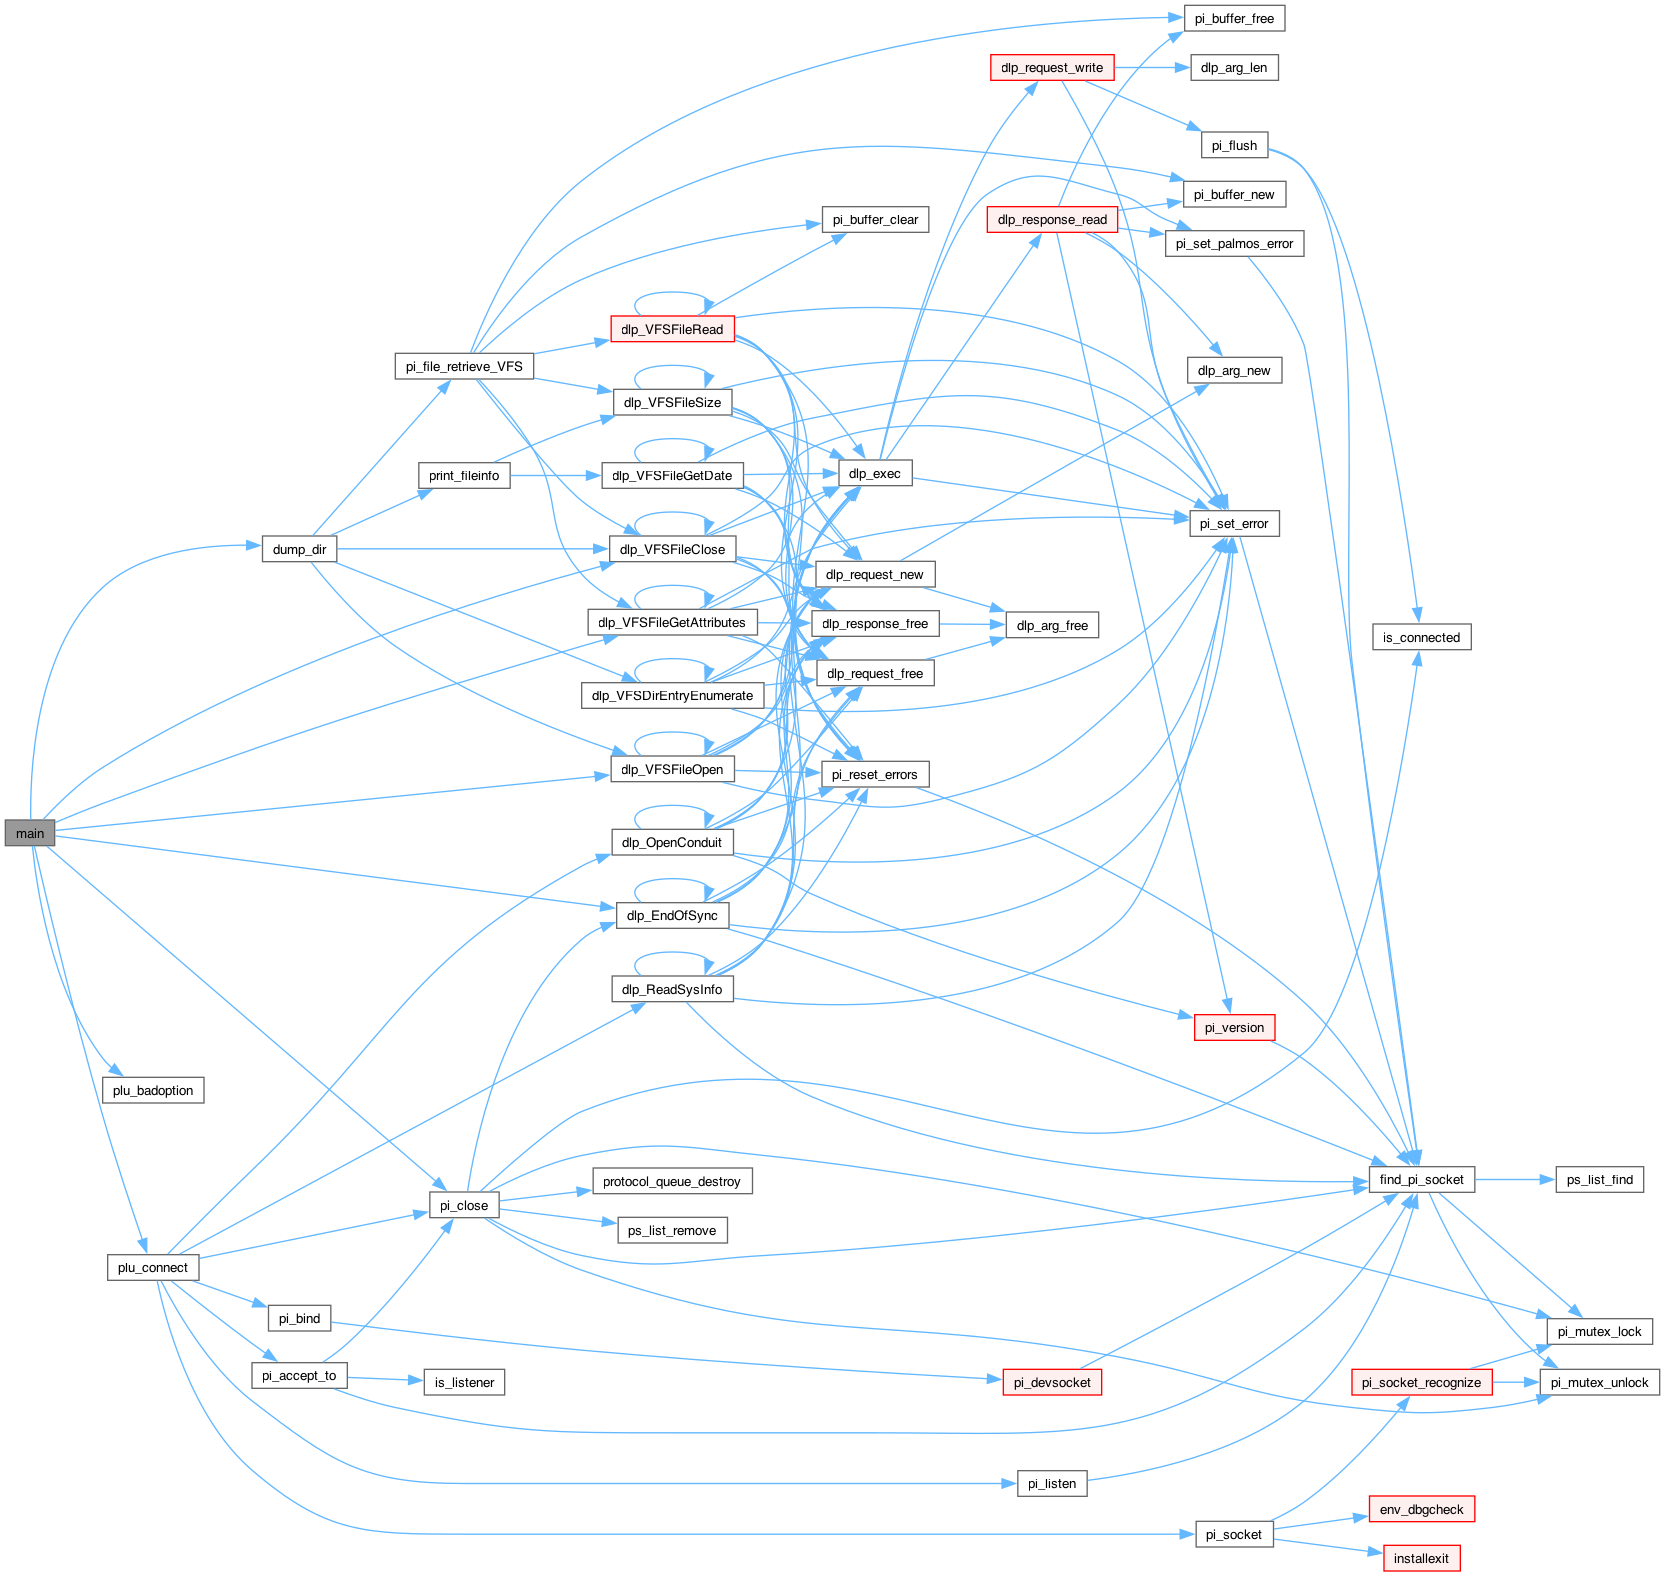 pi_buffer_free
dlp_request_write
dlp_arg_len
pi_flush
pi_buffer_new
pi_buffer_clear
dlp_response_read
pi_set_palmos_error
dlp_VFSFileRead
pi_file_retrieve_VFS
dlp_arg_new
dlp_VFSFileSize
print_fileinfo
dlp_VFSFileGetDate
dlp_exec
pi_set_error
dump_dir
dlp_VFSFileClose
dlp_request_new
dlp_VFSFileGetAttributes
dlp_response_free
dlp_arg_free
is_connected
dlp_request_free
dlp_VFSDirEntryEnumerate
dlp_VFSFileOpen
pi_reset_errors
main
dlp_OpenConduit
dlp_EndOfSync
dlp_ReadSysInfo
pi_version
plu_badoption
protocol_queue_destroy
find_pi_socket
ps_list_find
pi_close
ps_list_remove
plu_connect
pi_bind
pi_mutex_lock
pi_accept_to
is_listener
pi_devsocket
pi_socket_recognize
pi_mutex_unlock
pi_listen
env_dbgcheck
pi_socket
installexit